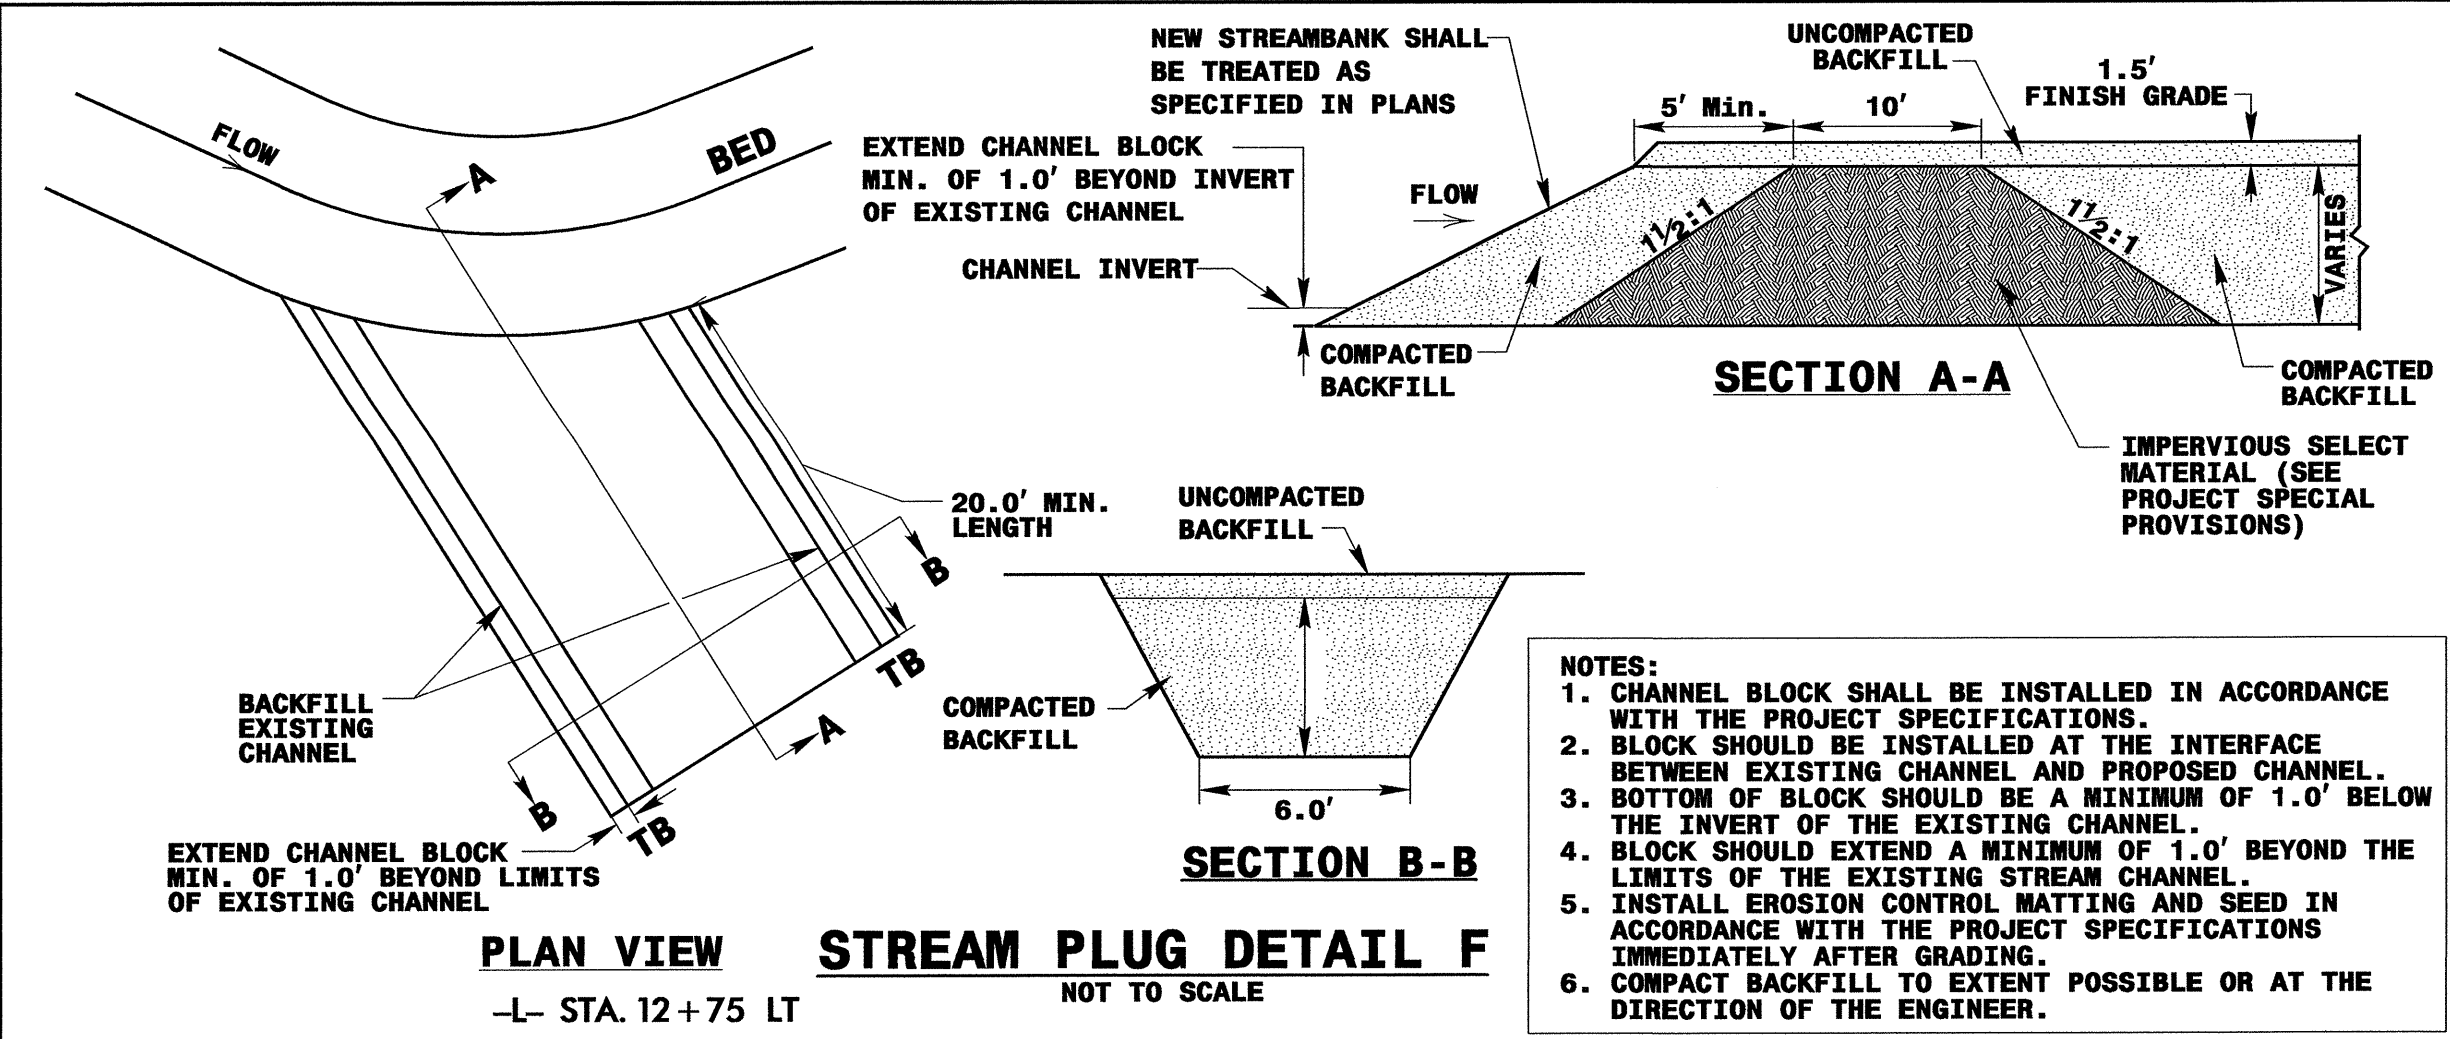 FLOW
BED
A
20.0' MIN.
LENGTH
B
BACKFILL
EXISTING
CHANNEL
TB
A
B
TB
EXTEND CHANNEL BLOCK
MIN. OF 1.0' BEYOND LIMITS
OF EXISTING CHANNEL
PLAN VIEW
-L- STA. 12+75 LT
NEW STREAMBANK SHALL
BE TREATED AS
SPECIFIED IN PLANS
UNCOMPACTED
BACKFILL
1.5'
FINISH GRADE
5' Min.
10'
EXTEND CHANNEL BLOCK
MIN. OF 1.0' BEYOND INVERT
OF EXISTING CHANNEL
FLOW
1 1/2:1
1 1/2:1
VARIES
CHANNEL INVERT
COMPACTED
BACKFILL
SECTION A-A
COMPACTED
BACKFILL
IMPERVIOUS SELECT
MATERIAL (SEE
PROJECT SPECIAL
PROVISIONS)
UNCOMPACTED
BACKFILL
COMPACTED
BACKFILL
6.0'
SECTION B-B
STREAM PLUG DETAIL F
NOT TO SCALE
NOTES:
1. CHANNEL BLOCK SHALL BE INSTALLED IN ACCORDANCE
WITH THE PROJECT SPECIFICATIONS.
2. BLOCK SHOULD BE INSTALLED AT THE INTERFACE
BETWEEN EXISTING CHANNEL AND PROPOSED CHANNEL.
3. BOTTOM OF BLOCK SHOULD BE A MINIMUM OF 1.0' BELOW
THE INVERT OF THE EXISTING CHANNEL.
4. BLOCK SHOULD EXTEND A MINIMUM OF 1.0' BEYOND THE
LIMITS OF THE EXISTING STREAM CHANNEL.
5. INSTALL EROSION CONTROL MATTING AND SEED IN
ACCORDANCE WITH THE PROJECT SPECIFICATIONS
IMMEDIATELY AFTER GRADING.
6. COMPACT BACKFILL TO EXTENT POSSIBLE OR AT THE
DIRECTION OF THE ENGINEER.